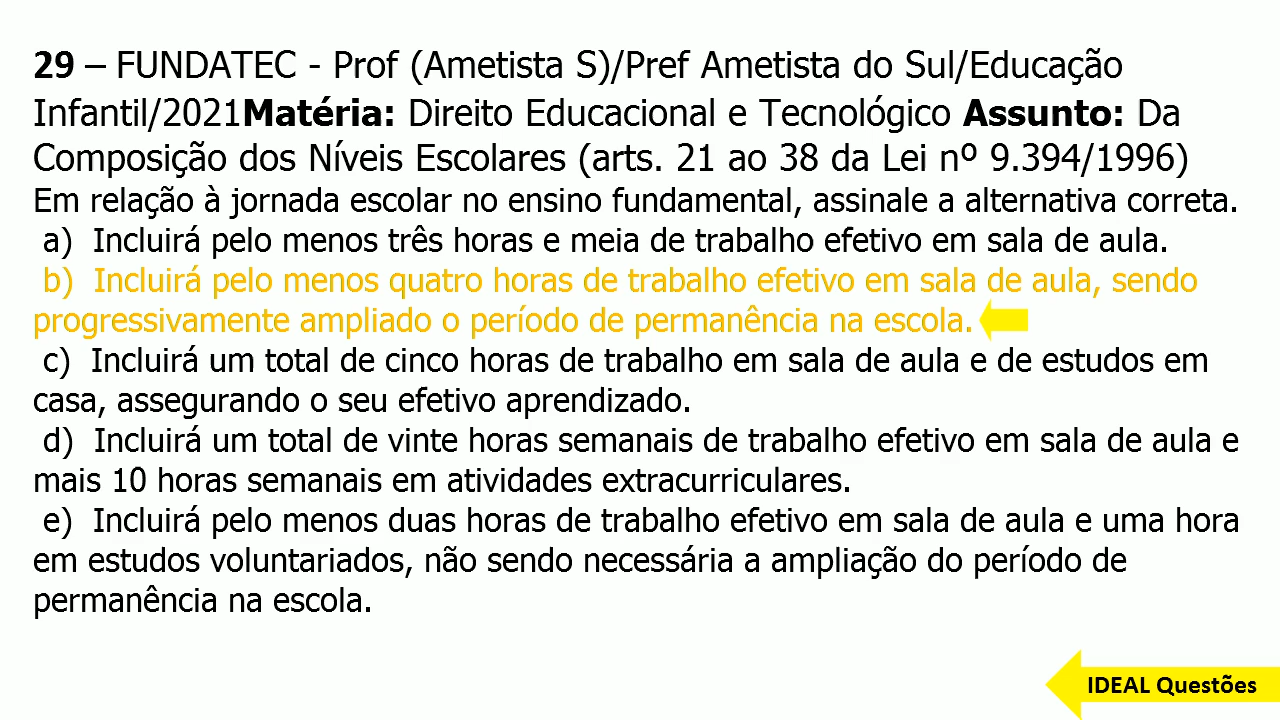 29 – FUNDATEC - Prof (Ametista S)/Pref Ametista do Sul/Educação
Infantil/2021Matéria: Direito Educacional e Tecnológico Assunto: Da
Composição dos Níveis Escolares (arts. 21 ao 38 da Lei nº 9.394/1996)
Em relação à jornada escolar no ensino fundamental, assinale a alternativa correta.
a) Incluirá pelo menos três horas e meia de trabalho efetivo em sala de aula.
b) Incluirá pelo menos quatro horas de trabalho efetivo em sala de aula, sendo
progressivamente ampliado o período de permanência na escola.
c) Incluirá um total de cinco horas de trabalho em sala de aula e de estudos em
casa, assegurando o seu efetivo aprendizado.
d) Incluirá um total de vinte horas semanais de trabalho efetivo em sala de aula e
mais 10 horas semanais em atividades extracurriculares.
e) Incluirá pelo menos duas horas de trabalho efetivo em sala de aula e uma hora
em estudos voluntariados, não sendo necessária a ampliação do período de
permanência na escola.
IDEAL Questões